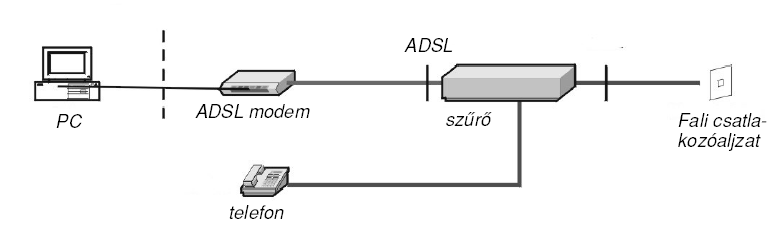 ADSL
PC
ADSL modem
szűrő
Fali csatla-
kozóaljzat
telefon